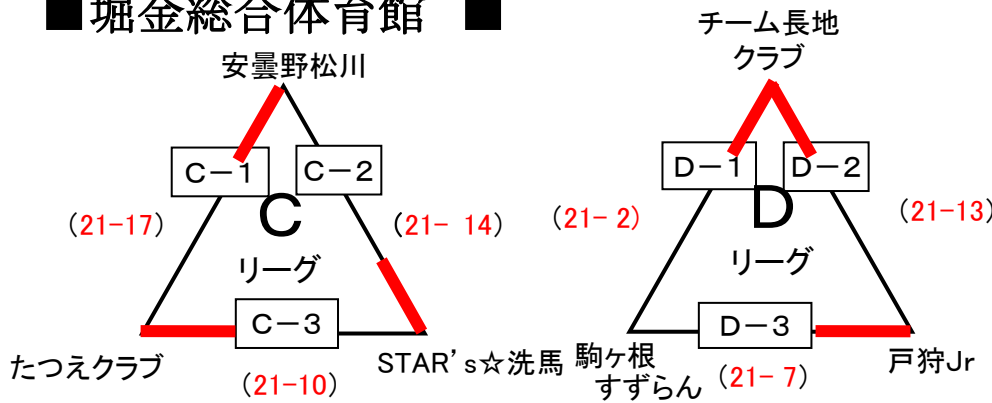 ■堀金総合体育館 ■
安曇野松川
C-1
C-2
(21-17)
C
(21- 14)
リーグ
C-3
たつえクラブ
(21-10)
STAR's☆洗馬
チーム長地
クラブ
D-1
D-2
(21- 2)
D
(21-13)
リーグ
D-3
駒ヶ根
すずらん
(21- 7)
戸狩Jr